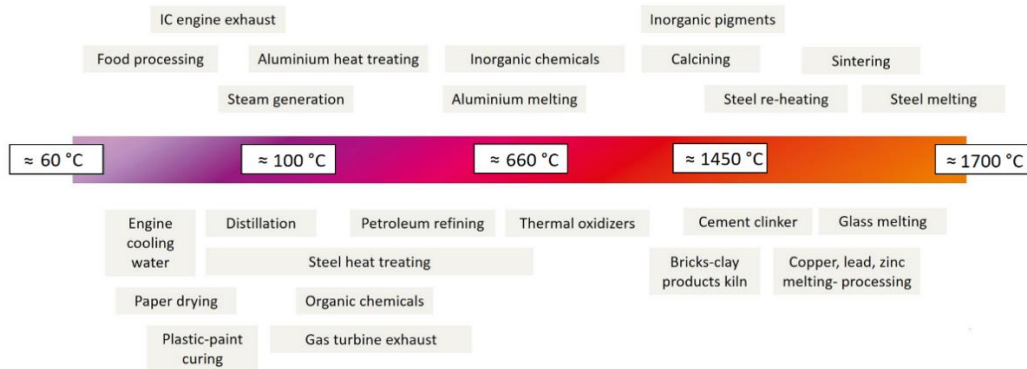 IC engine exhaust
Inorganic pigments
Food processing
Aluminium heat treating
Inorganic chemicals
Calcining
Sintering
Steam generation
Aluminium melting
Steel re-heating
Steel melting
≈ 60 °C
≈ 100 °C
≈ 660 °C
≈ 1450 °C
≈ 1700 °C
Engine
cooling
water
Distillation
Petroleum refining
Thermal oxidizers
Cement clinker
Glass melting
Steel heat treating
Bricks-clay
products kiln
Copper, lead, zinc
melting- processing
Paper drying
Organic chemicals
Plastic-paint
curing
Gas turbine exhaust